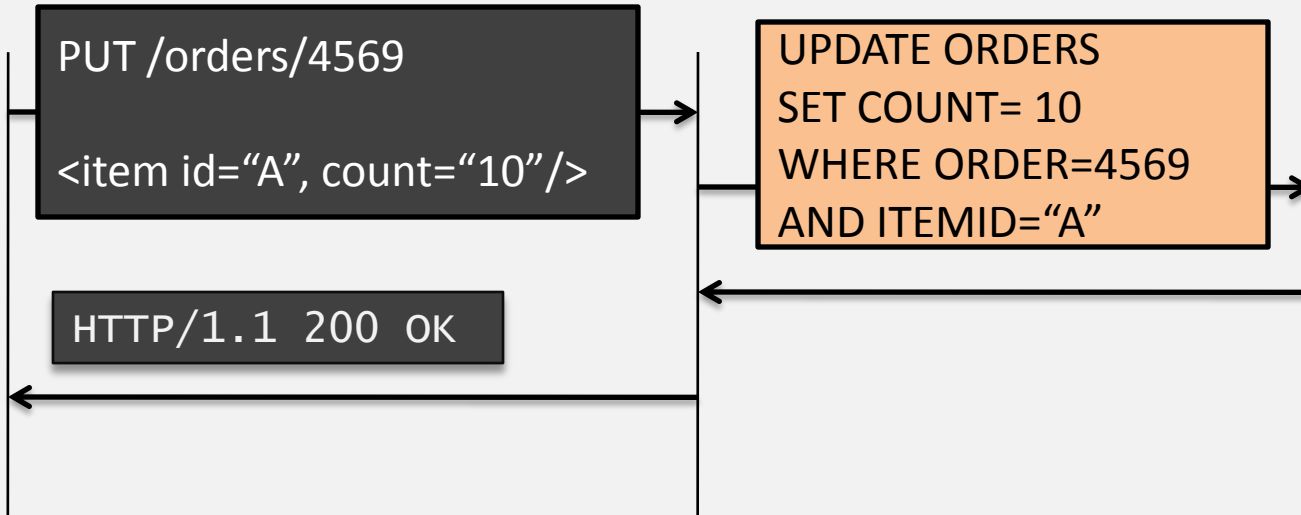 PUT /orders/4569
<item id=“A”, count=“10”/>
UPDATE ORDERS
SET COUNT= 10
WHERE ORDER=4569
AND ITEMID=“A”
HTTP/1.1 200 OK